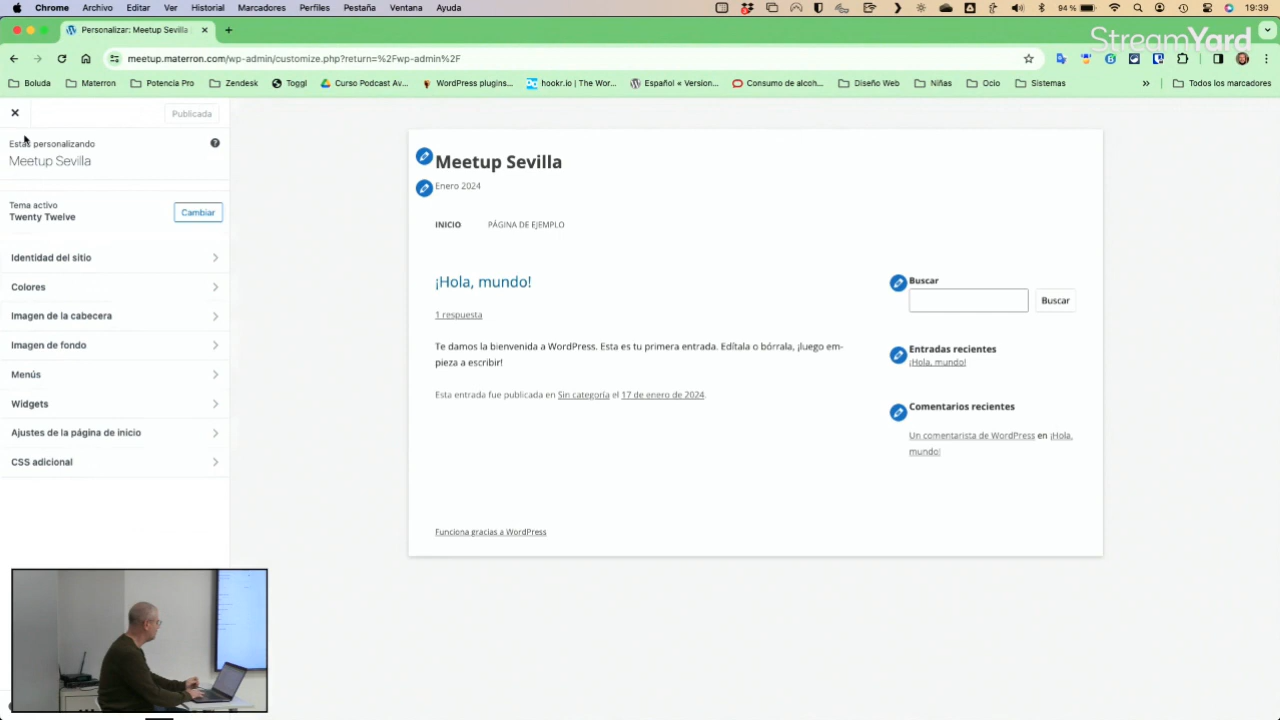 Chrome Archivo Editar Ver Historial Marcadores Perfiles Pestaña Ventana Ayuda 94 % 19:39
Personalizar: Meetup Sevilla
StreamYard
meetup.materron.com/wp-admin/customize.php?return=%2Fwp-admin%2F
Boluda Materron Potencia Pro Zendesk Toggl Curso Podcast Av... WordPress plugins... hookr.io | The Wor... Español « Version... Consumo de alcoh... Diseño Web Niñas Ocio Sistemas » Todos los marcadores
Publicada
Estás personalizando
Meetup Sevilla
Tema activo
Twenty Twelve
Cambiar
Identidad del sitio
Colores
Imagen de la cabecera
Imagen de fondo
Menús
Widgets
Ajustes de la página de inicio
CSS adicional
Meetup Sevilla
Enero 2024
INICIO PÁGINA DE EJEMPLO
¡Hola, mundo!
1 respuesta
Te damos la bienvenida a WordPress. Esta es tu primera entrada. Edítala o bórrala, ¡luego em-
pieza a escribir!
Esta entrada fue publicada en Sin categoría el 17 de enero de 2024.
Buscar
Buscar
Entradas recientes
¡Hola, mundo!
Comentarios recientes
Un comentarista de WordPress en ¡Hola,
mundo!
Funciona gracias a WordPress